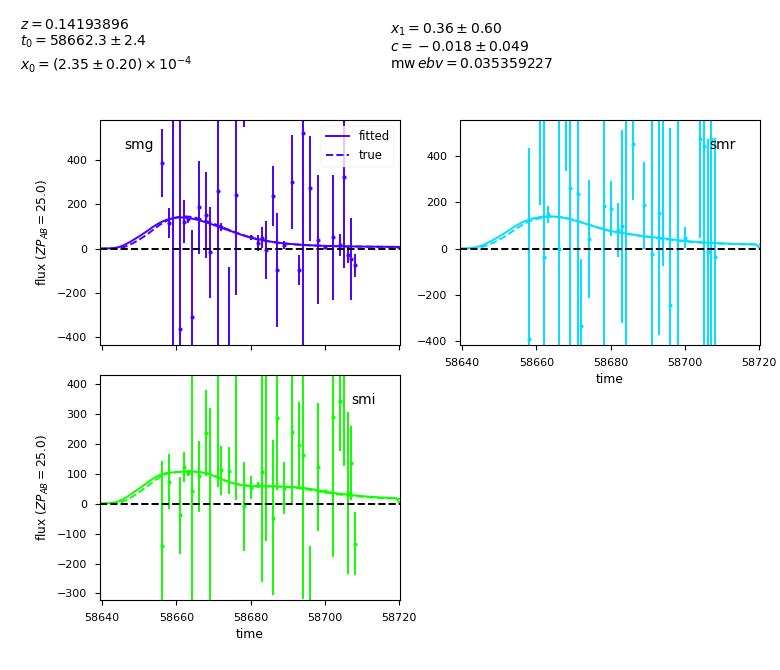 z = 0.14193896
t₀ = 58662.3 ± 2.4
x₀ = (2.35 ± 0.20) × 10⁻⁴
x₁ = 0.36 ± 0.60
c = −0.018 ± 0.049
mw ebv = 0.035359227
smg
fitted
true
400
200
0
−200
−400
flux (ZP_AB = 25.0)
smr
400
200
0
−200
−400
58640 58660 58680 58700 58720
time
smi
400
300
200
100
0
−100
−200
−300
flux (ZP_AB = 25.0)
58640 58660 58680 58700 58720
time